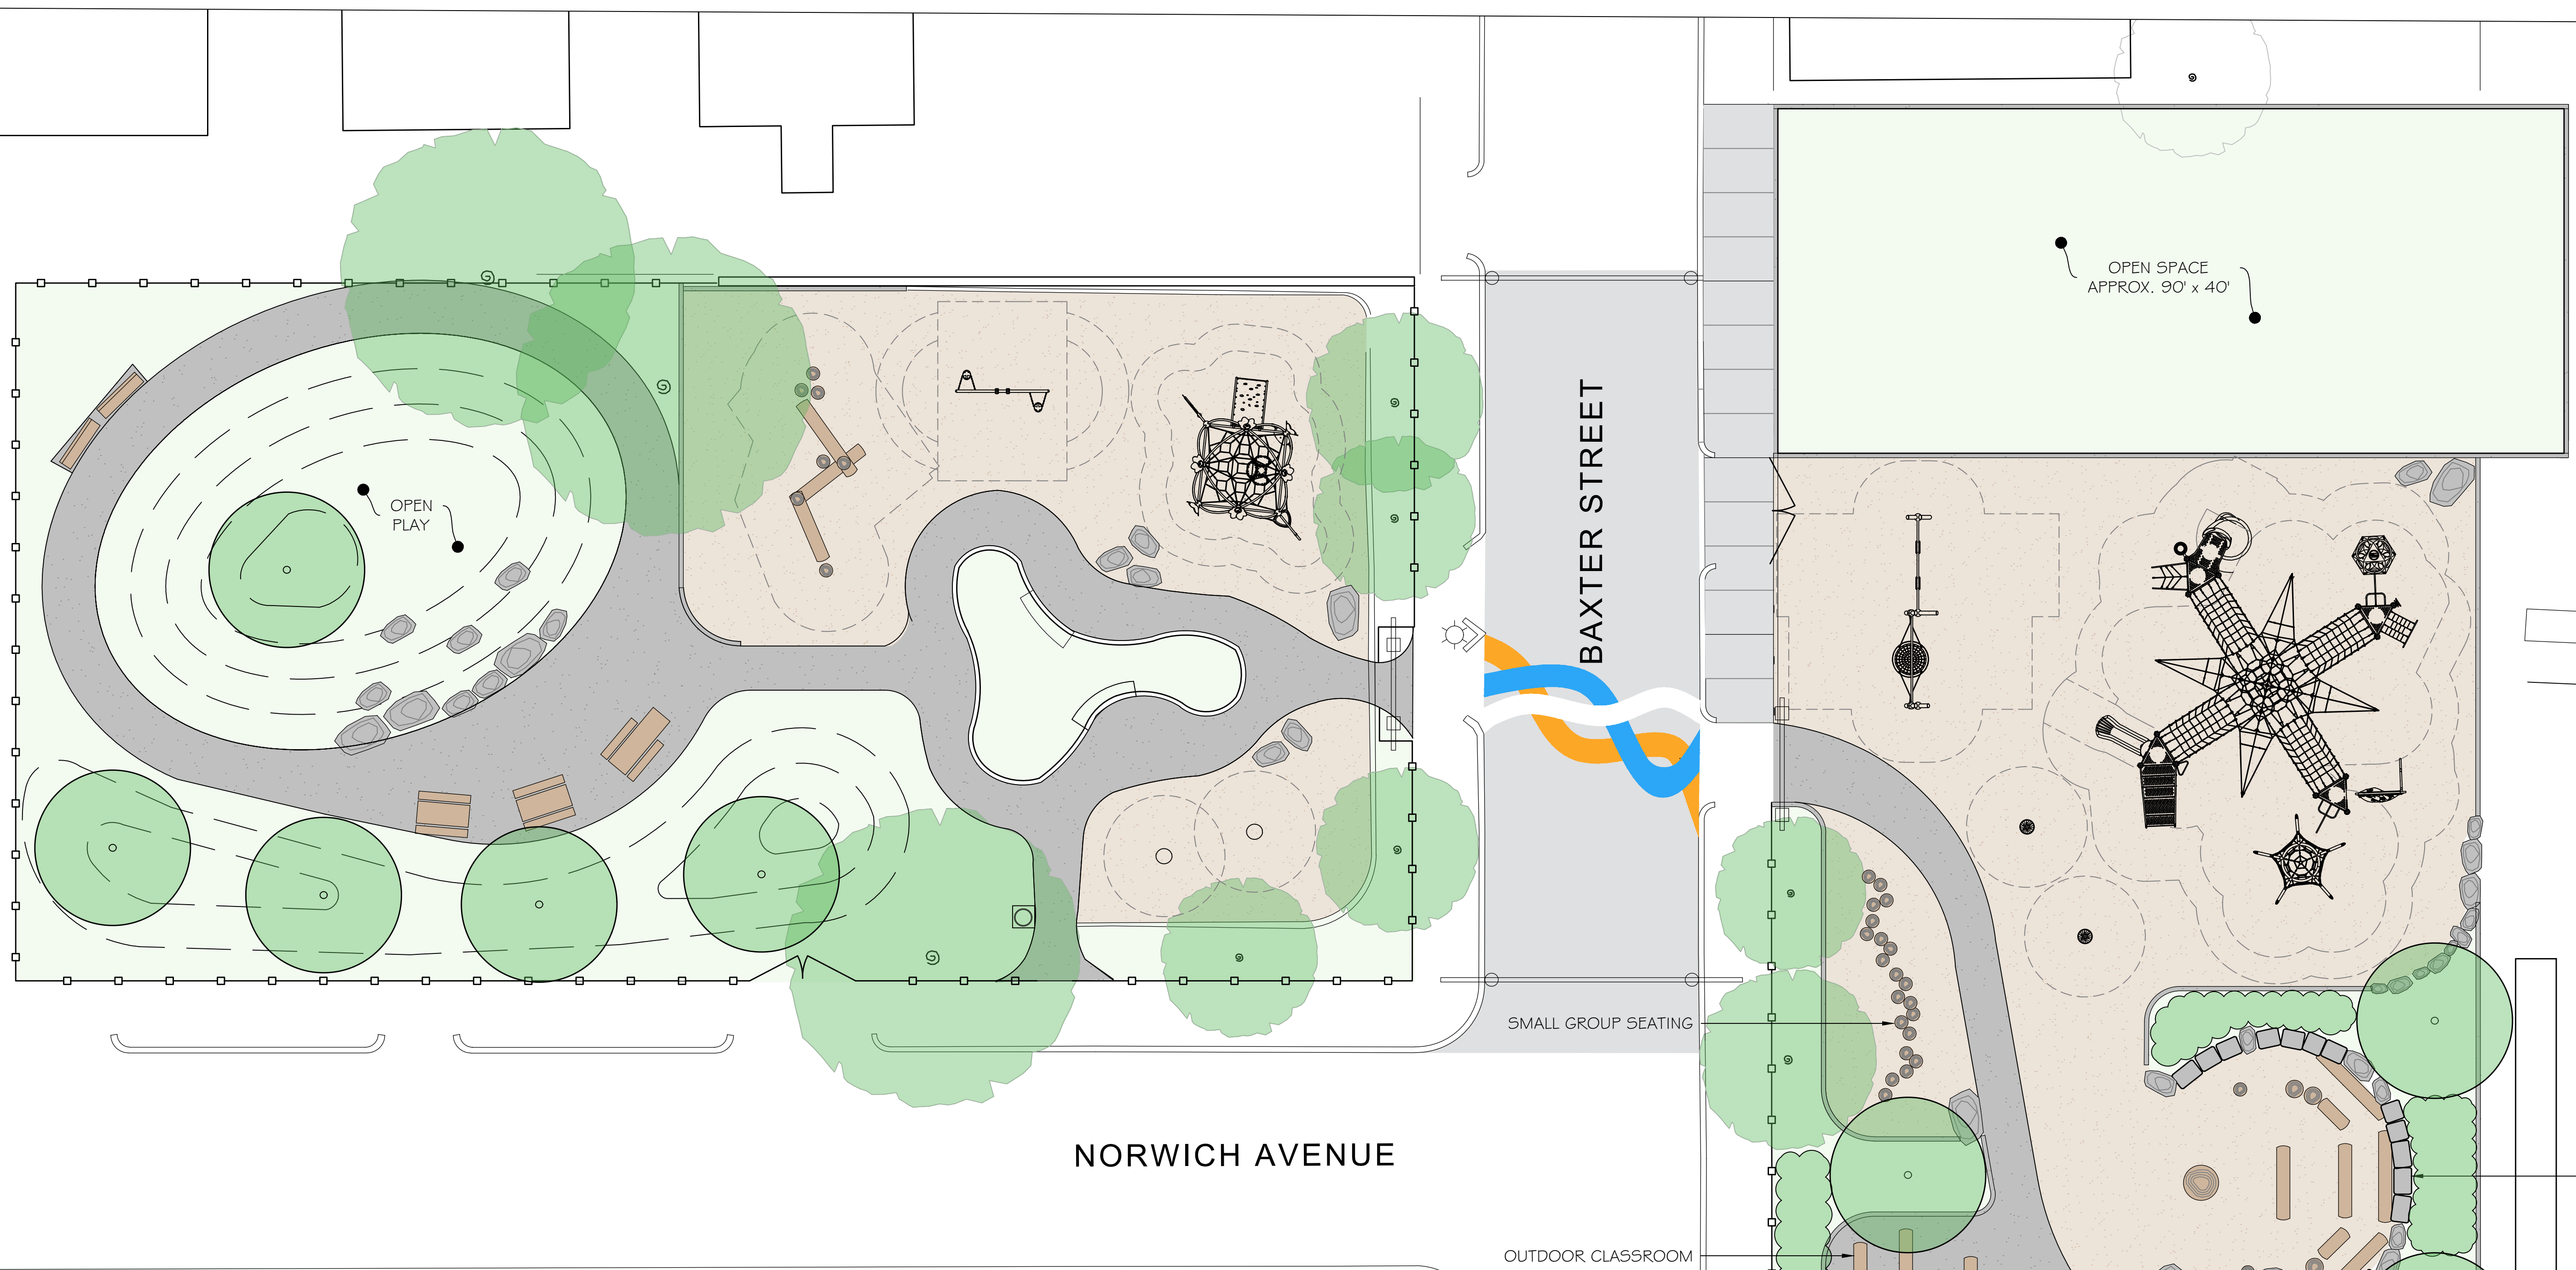 OPEN SPACE
APPROX. 90' x 40'
BAXTER STREET
OPEN
PLAY
SMALL GROUP SEATING
NORWICH AVENUE
OUTDOOR CLASSROOM